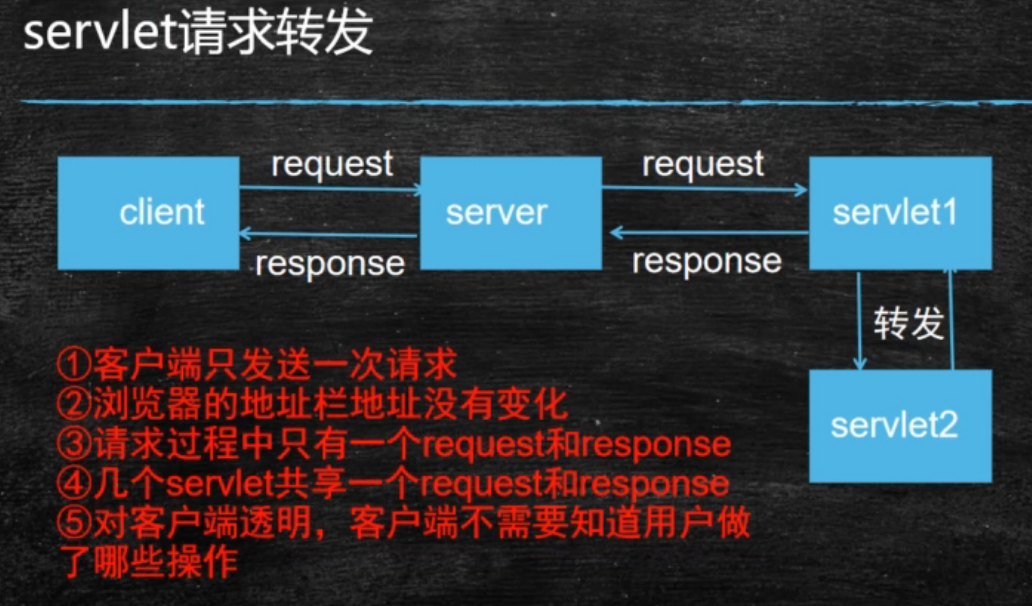 servlet请求转发
request
request
client
server
servlet1
response
response
转发
servlet2
①客户端只发送一次请求
②浏览器的地址栏地址没有变化
③请求过程中只有一个request和response
④几个servlet共享一个request和response
⑤对客户端透明，客户端不需要知道用户做
了哪些操作